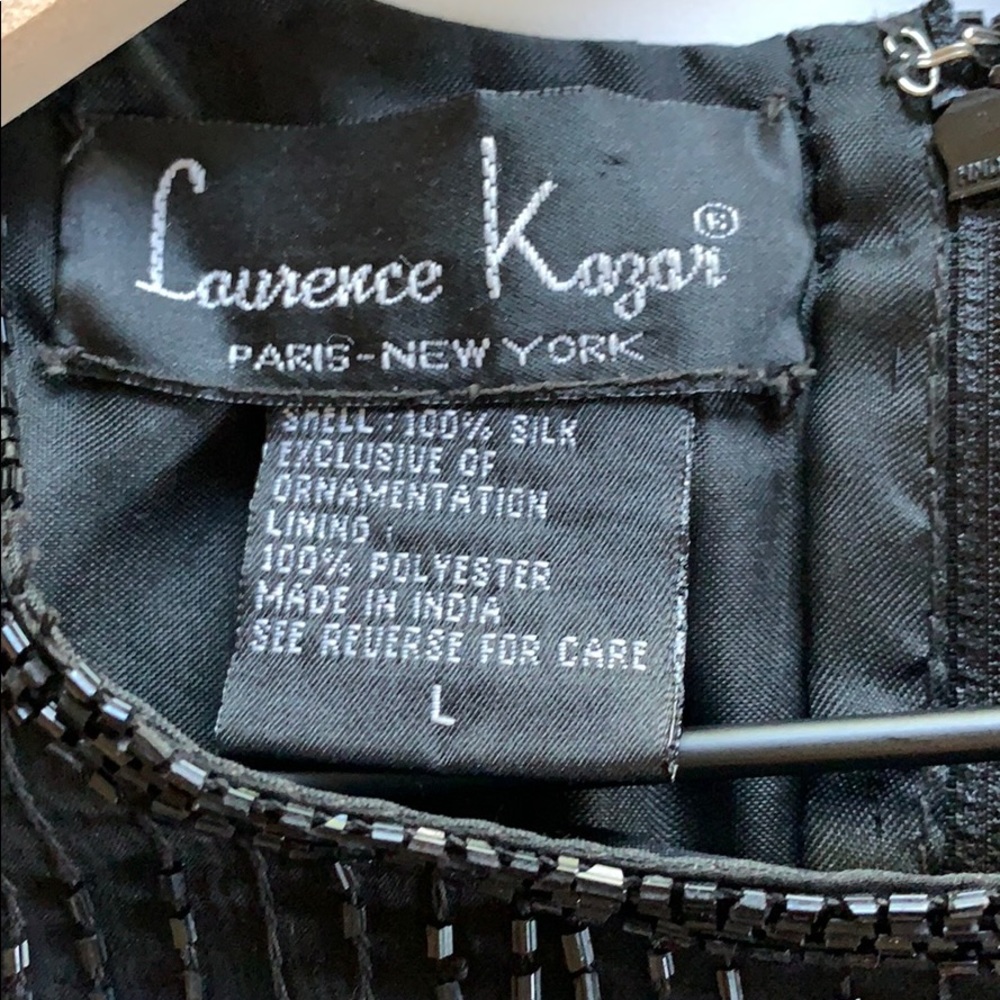 Laurence Kazar®
PARIS-NEW YORK
SHELL: 100% SILK
EXCLUSIVE OF
ORNAMENTATION
LINING:
100% POLYESTER
MADE IN INDIA
SEE REVERSE FOR CARE
L